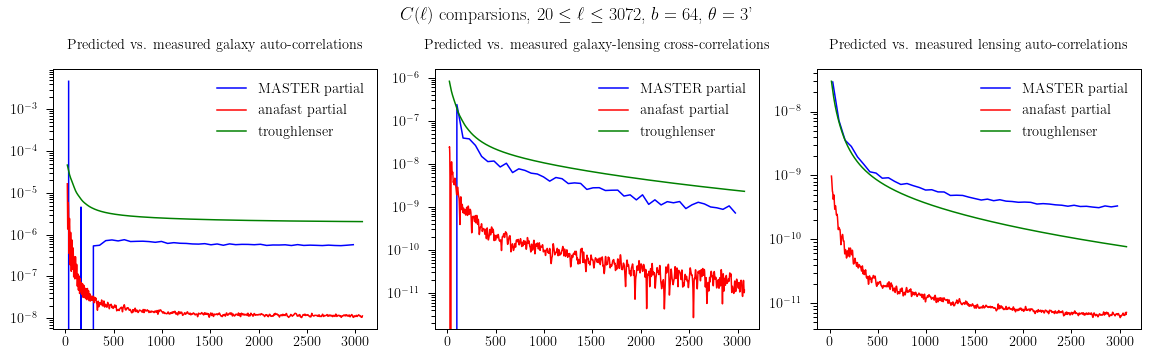 C(ℓ) comparsions, 20 ≤ ℓ ≤ 3072, b = 64, θ = 3'
Predicted vs. measured galaxy auto-correlations
10⁻³
10⁻⁴
10⁻⁵
10⁻⁶
10⁻⁷
10⁻⁸
MASTER partial
anafast partial
troughlenser
0 500 1000 1500 2000 2500 3000
Predicted vs. measured galaxy-lensing cross-correlations
10⁻⁶
10⁻⁷
10⁻⁸
10⁻⁹
10⁻¹⁰
10⁻¹¹
MASTER partial
anafast partial
troughlenser
0 500 1000 1500 2000 2500 3000
Predicted vs. measured lensing auto-correlations
10⁻⁸
10⁻⁹
10⁻¹⁰
10⁻¹¹
MASTER partial
anafast partial
troughlenser
0 500 1000 1500 2000 2500 3000